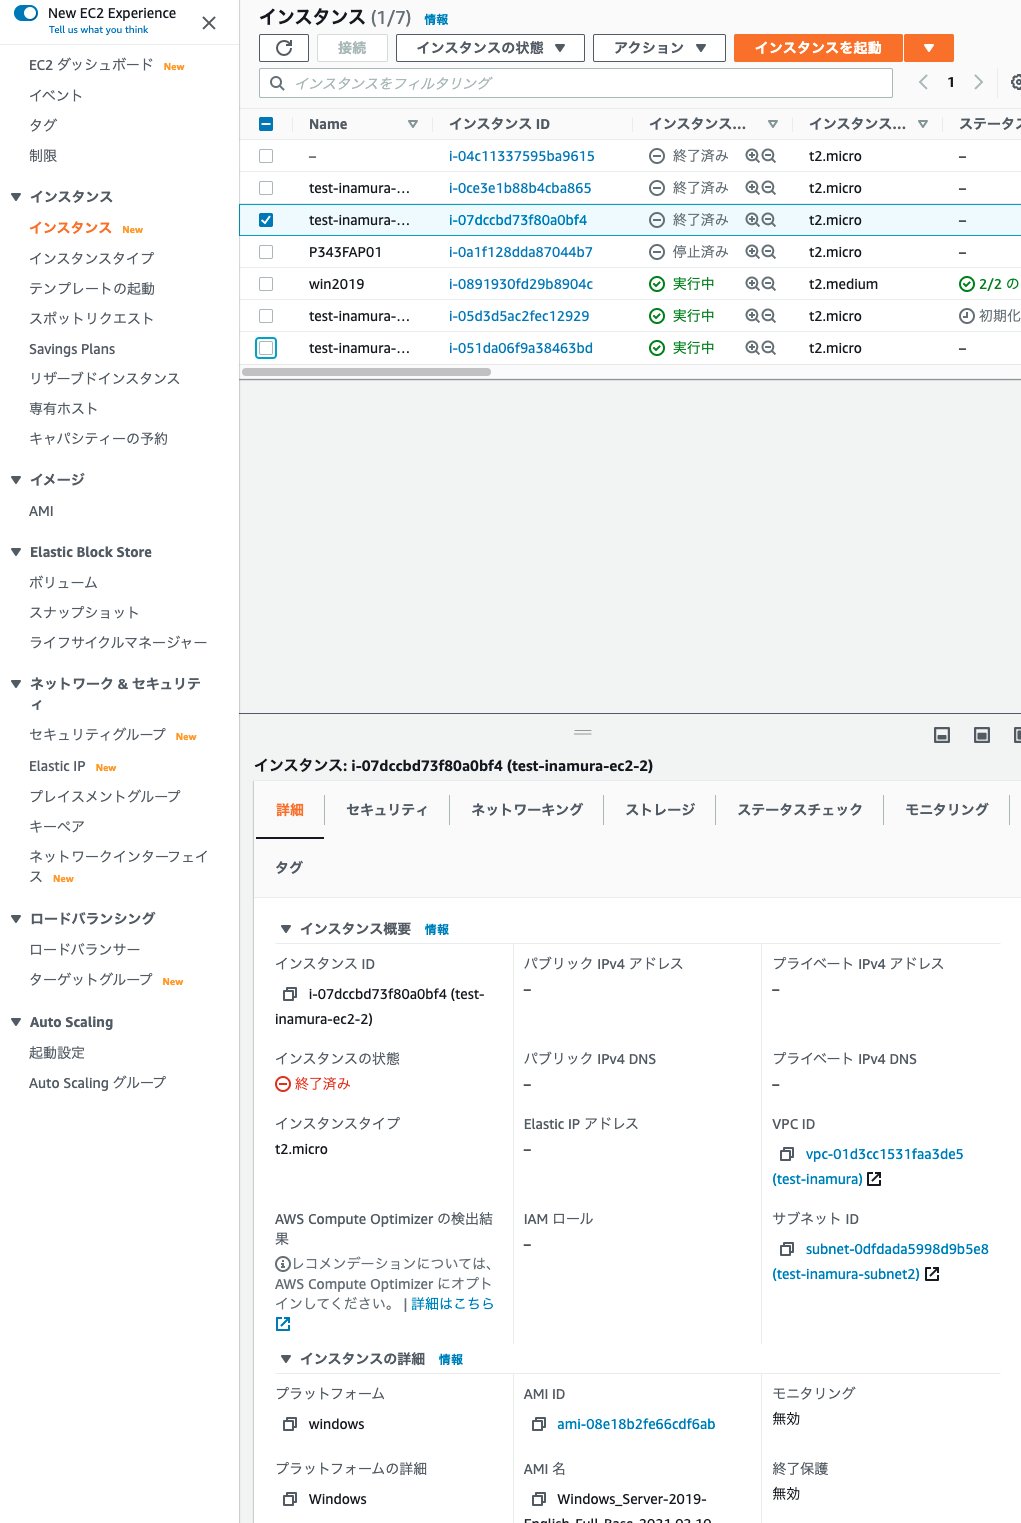 New EC2 Experience
Tell us what you think
EC2 ダッシュボード New
イベント
タグ
制限
インスタンス
インスタンス New
インスタンスタイプ
テンプレートの起動
スポットリクエスト
Savings Plans
リザーブドインスタンス
専有ホスト
キャパシティーの予約
イメージ
AMI
Elastic Block Store
ボリューム
スナップショット
ライフサイクルマネージャー
ネットワーク & セキュリテ
ィ
セキュリティグループ New
Elastic IP New
プレイスメントグループ
キーペア
ネットワークインターフェイ
ス New
ロードバランシング
ロードバランサー
ターゲットグループ New
Auto Scaling
起動設定
Auto Scaling グループ
インスタンス (1/7) 情報
接続 インスタンスの状態 アクション インスタンスを起動
インスタンスをフィルタリング 1
Name インスタンス ID インスタンス... インスタンス... ステータス
– i-04c11337595ba9615 終了済み t2.micro –
test-inamura-... i-0ce3e1b88b4cba865 終了済み t2.micro –
test-inamura-... i-07dccbd73f80a0bf4 終了済み t2.micro –
P343FAP01 i-0a1f128dda87044b7 停止済み t2.micro –
win2019 i-0891930fd29b8904c 実行中 t2.medium 2/2 の
test-inamura-... i-05d3d5ac2fec12929 実行中 t2.micro 初期化
test-inamura-... i-051da06f9a38463bd 実行中 t2.micro –
インスタンス: i-07dccbd73f80a0bf4 (test-inamura-ec2-2)
詳細 セキュリティ ネットワーキング ストレージ ステータスチェック モニタリング
タグ
インスタンス概要 情報
インスタンス ID
i-07dccbd73f80a0bf4 (test-
inamura-ec2-2)
パブリック IPv4 アドレス
–
プライベート IPv4 アドレス
–
インスタンスの状態
終了済み
パブリック IPv4 DNS
–
プライベート IPv4 DNS
–
インスタンスタイプ
t2.micro
Elastic IP アドレス
–
VPC ID
vpc-01d3cc1531faa3de5
(test-inamura)
AWS Compute Optimizer の検出結
果
レコメンデーションについては、
AWS Compute Optimizer にオプト
インしてください。 | 詳細はこちら
IAM ロール
–
サブネット ID
subnet-0dfdada5998d9b5e8
(test-inamura-subnet2)
インスタンスの詳細 情報
プラットフォーム
windows
AMI ID
ami-08e18b2fe66cdf6ab
モニタリング
無効
プラットフォームの詳細
Windows
AMI 名
Windows_Server-2019-
English-Full-Base-2021.03.10
終了保護
無効